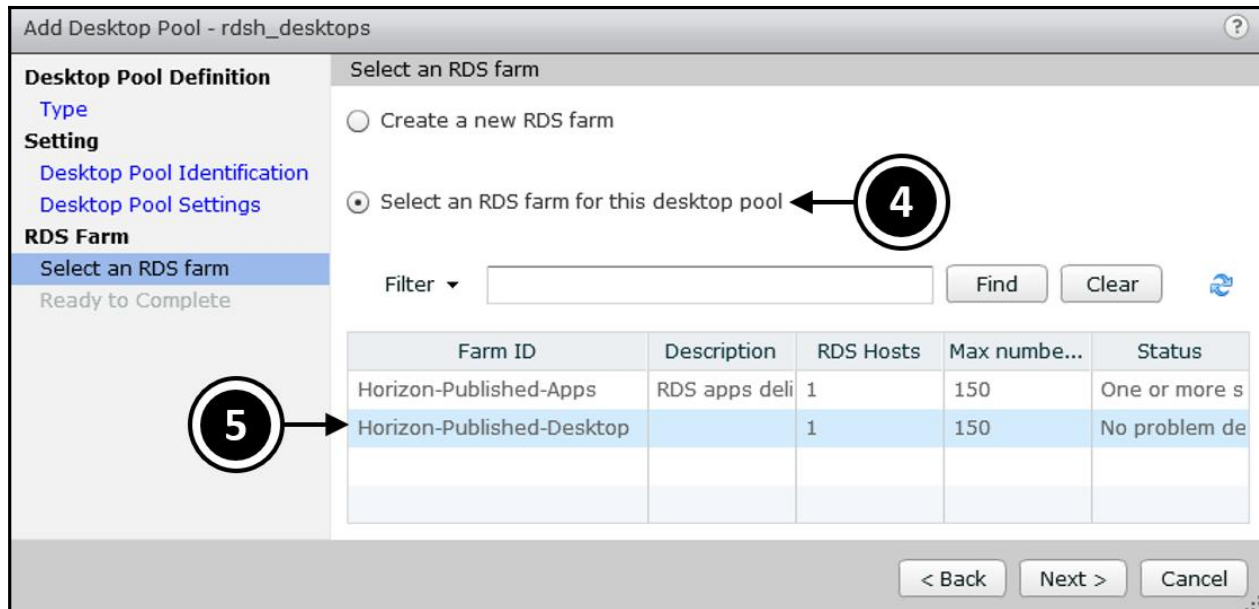 Add Desktop Pool - rdsh_desktops ?
Desktop Pool Definition
Type
Setting
Desktop Pool Identification
Desktop Pool Settings
RDS Farm
Select an RDS farm
Ready to Complete
Select an RDS farm
Create a new RDS farm
Select an RDS farm for this desktop pool 4
Filter Find Clear
Farm ID Description RDS Hosts Max numbe... Status
Horizon-Published-Apps RDS apps deli 1 150 One or more s
5 Horizon-Published-Desktop 1 150 No problem de
< Back Next > Cancel